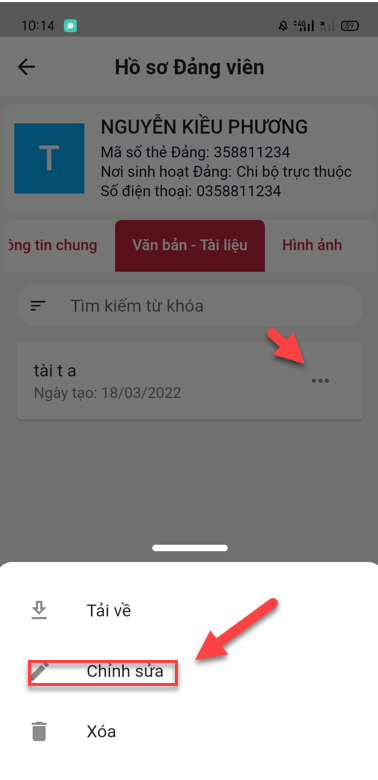 10:14
4G
39
Hồ sơ Đảng viên
T
NGUYỄN KIỀU PHƯƠNG
Mã số thẻ Đảng: 358811234
Nơi sinh hoạt Đảng: Chi bộ trực thuộc
Số điện thoại: 0358811234
ông tin chung
Văn bản - Tài liệu
Hình ảnh
Tìm kiếm từ khóa
tài t a
Ngày tạo: 18/03/2022
Tải về
Chỉnh sửa
Xóa